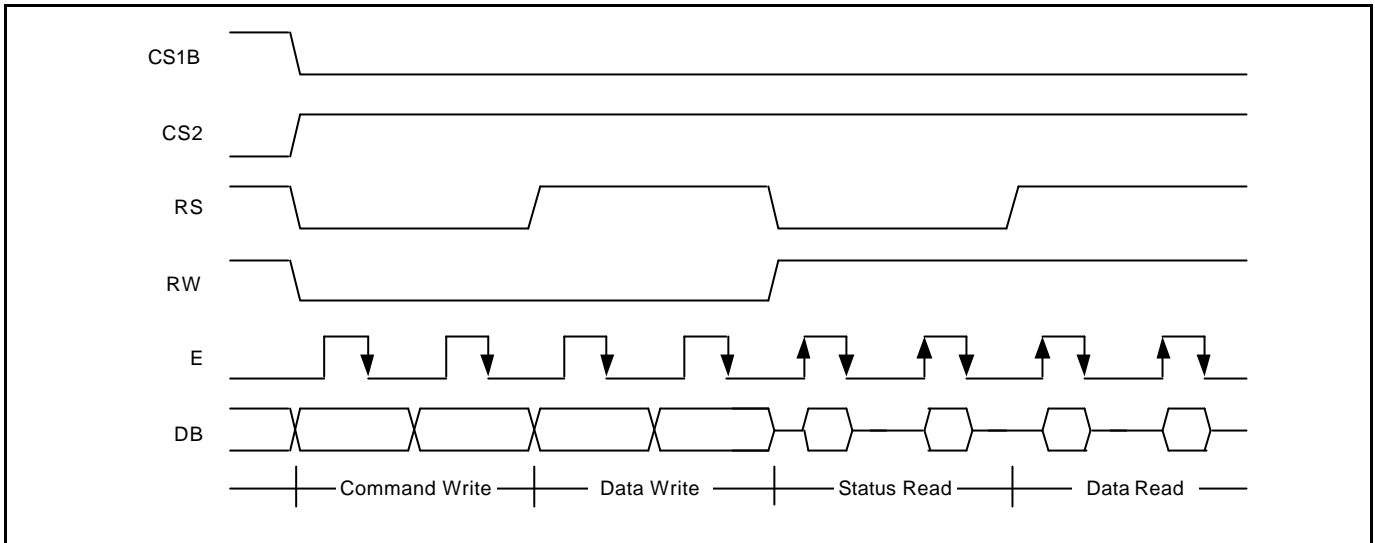 CS1B
CS2
RS
RW
E
DB
Command Write
Data Write
Status Read
Data Read